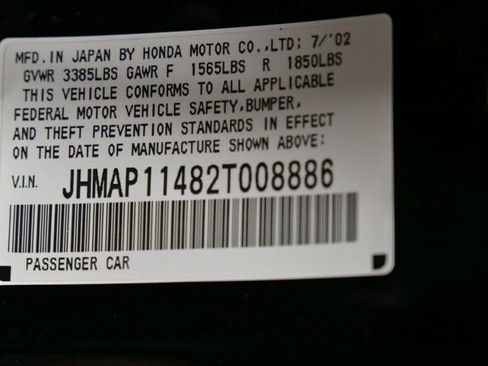 MFD.IN JAPAN BY HONDA MOTOR CO.,LTD; 7/'02
GVWR 3385LBS GAWR F 1565LBS R 1850LBS
THIS VEHICLE CONFORMS TO ALL APPLICABLE
FEDERAL MOTOR VEHICLE SAFETY,BUMPER,
AND THEFT PREVENTION STANDARDS IN EFFECT
ON THE DATE OF MANUFACTURE SHOWN ABOVE:
V.I.N. JHMAP11482T008886
PASSENGER CAR